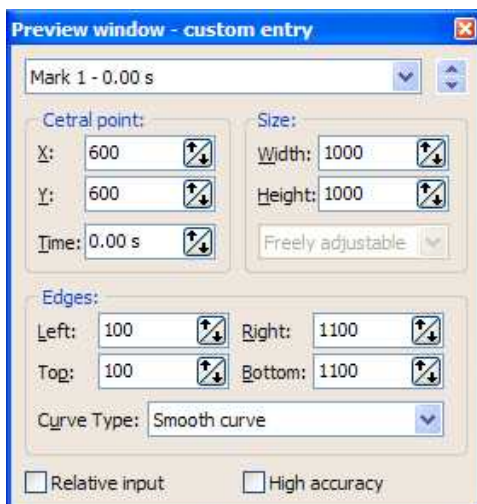 Preview window - custom entry
Mark 1 - 0.00 s
Cetral point:
Size:
X: 600
Width: 1000
Y: 600
Height: 1000
Time: 0.00 s
Freely adjustable
Edges:
Left: 100 Right: 1100
Top: 100 Bottom: 1100
Curve Type: Smooth curve
Relative input High accuracy